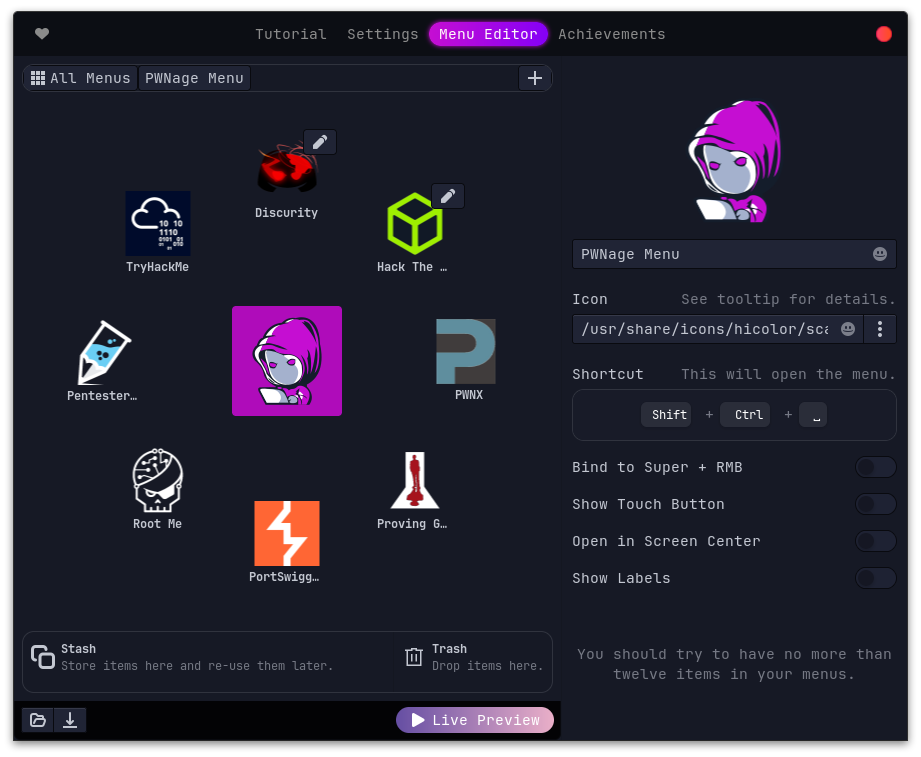 Tutorial Settings Menu Editor Achievements
All Menus PWNage Menu
Discurity
TryHackMe
10 10
1110
0101 01
Hack The …
Pentester…
PWNX
Root Me
Proving G…
PortSwigg…
Stash
Store items here and re-use them later.
Trash
Drop items here.
Live Preview
PWNage Menu
Icon See tooltip for details.
/usr/share/icons/hicolor/sca
Shortcut This will open the menu.
Shift + Ctrl + ␣
Bind to Super + RMB
Show Touch Button
Open in Screen Center
Show Labels
You should try to have no more than
twelve items in your menus.